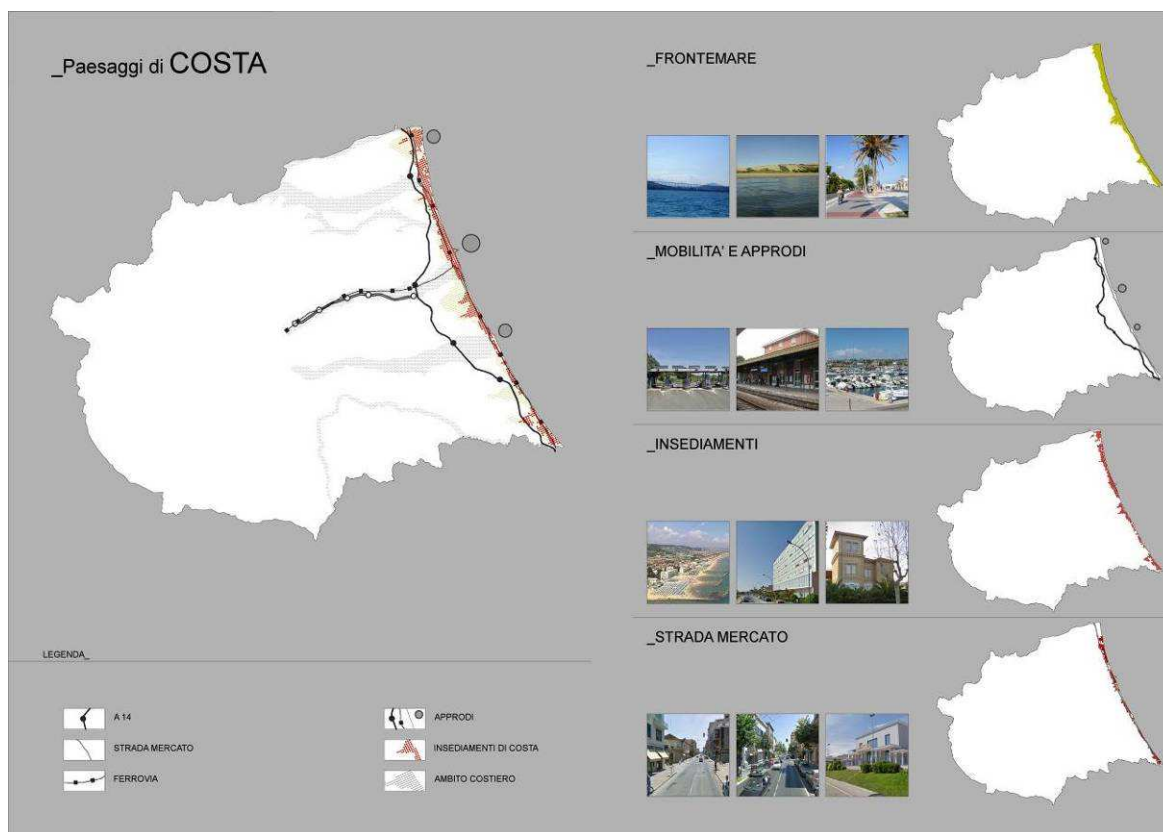 _Paesaggi di COSTA
_FRONTEMARE
_MOBILITA' E APPRODI
_INSEDIAMENTI
_STRADA MERCATO
LEGENDA_
A 14
STRADA MERCATO
FERROVIA
APPRODI
INSEDIAMENTI DI COSTA
AMBITO COSTIERO